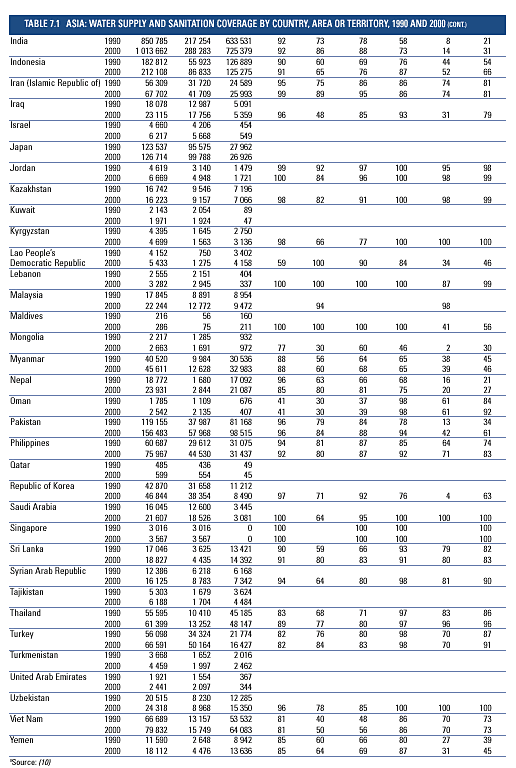 TABLE 7.1 ASIA: WATER SUPPLY AND SANITATION COVERAGE BY COUNTRY, AREA OR TERRITORY, 1990 AND 2000 (CONT.)
India 1990 850 785 217 254 633 531 92 73 78 58 8 21
2000 1 013 662 288 283 725 379 92 86 88 73 14 31
Indonesia 1990 182 812 55 923 126 889 60 60 69 76 44 54
2000 212 108 86 833 125 275 91 65 76 87 52 66
Iran (Islamic Republic of) 1990 56 309 31 720 24 589 95 75 86 86 74 81
2000 67 702 41 709 25 993 99 89 95 86 74 81
Iraq 1990 18 078 12 987 5 091
2000 23 115 17 756 5 359 96 48 85 93 31 79
Israel 1990 4 660 4 206 454
2000 6 217 5 668 549
Japan 1990 123 537 95 575 27 962
2000 126 714 99 788 26 926
Jordan 1990 4 619 3 140 1 479 99 92 97 100 95 98
2000 6 669 4 948 1 721 100 84 96 100 98 99
Kazakhstan 1990 16 742 9 546 7 196
2000 16 223 9 157 7 066 98 82 91 100 98 99
Kuwait 1990 2 143 2 054 89
2000 1 971 1 924 47
Kyrgyzstan 1990 4 395 1 645 2 750
2000 4 699 1 563 3 136 98 66 77 100 100 100
Lao People's 1990 4 152 750 3 402
Democratic Republic 2000 5 433 1 275 4 158 59 100 90 84 34 46
Lebanon 1990 2 555 2 151 404
2000 3 282 2 945 337 100 100 100 100 87 99
Malaysia 1990 17 845 8 891 8 954
2000 22 244 12 772 9 472 94 98
Maldives 1990 216 56 160
2000 286 75 211 100 100 100 100 41 56
Mongolia 1990 2 217 1 285 932
2000 2 663 1 691 972 77 30 60 46 2 30
Myanmar 1990 40 520 9 984 30 536 88 56 64 65 38 45
2000 45 611 12 628 32 983 88 60 68 65 39 46
Nepal 1990 18 772 1 680 17 092 96 63 66 68 16 21
2000 23 931 2 844 21 087 85 80 81 75 20 27
Oman 1990 1 785 1 109 676 41 30 37 98 61 84
2000 2 542 2 135 407 41 30 39 98 61 92
Pakistan 1990 119 155 37 987 81 168 96 79 84 78 13 34
2000 156 483 57 968 98 515 96 84 88 94 42 61
Philippines 1990 60 687 29 612 31 075 94 81 87 85 64 74
2000 75 967 44 530 31 437 92 80 87 92 71 83
Qatar 1990 485 436 49
2000 599 554 45
Republic of Korea 1990 42 870 31 658 11 212
2000 46 844 38 354 8 490 97 71 92 76 4 63
Saudi Arabia 1990 16 045 12 600 3 445
2000 21 607 18 526 3 081 100 64 95 100 100 100
Singapore 1990 3 016 3 016 0 100 100 100 100
2000 3 567 3 567 0 100 100 100 100
Sri Lanka 1990 17 046 3 625 13 421 90 59 66 93 79 82
2000 18 827 4 435 14 392 91 80 83 91 80 83
Syrian Arab Republic 1990 12 386 6 218 6 168
2000 16 125 8 783 7 342 94 64 80 98 81 90
Tajikistan 1990 5 303 1 679 3 624
2000 6 188 1 704 4 484
Thailand 1990 55 595 10 410 45 185 83 68 71 97 83 86
2000 61 399 13 252 48 147 89 77 80 97 96 96
Turkey 1990 56 098 34 324 21 774 82 76 80 98 70 87
2000 66 591 50 164 16 427 82 84 83 98 70 91
Turkmenistan 1990 3 668 1 652 2 016
2000 4 459 1 997 2 462
United Arab Emirates 1990 1 921 1 554 367
2000 2 441 2 097 344
Uzbekistan 1990 20 515 8 230 12 285
2000 24 318 8 968 15 350 96 78 85 100 100 100
Viet Nam 1990 66 689 13 157 53 532 81 40 48 86 70 73
2000 79 832 15 749 64 083 81 50 56 86 70 73
Yemen 1990 11 590 2 648 8 942 85 60 66 80 27 39
2000 18 112 4 476 13 636 85 64 69 87 31 45
*Source: (10)